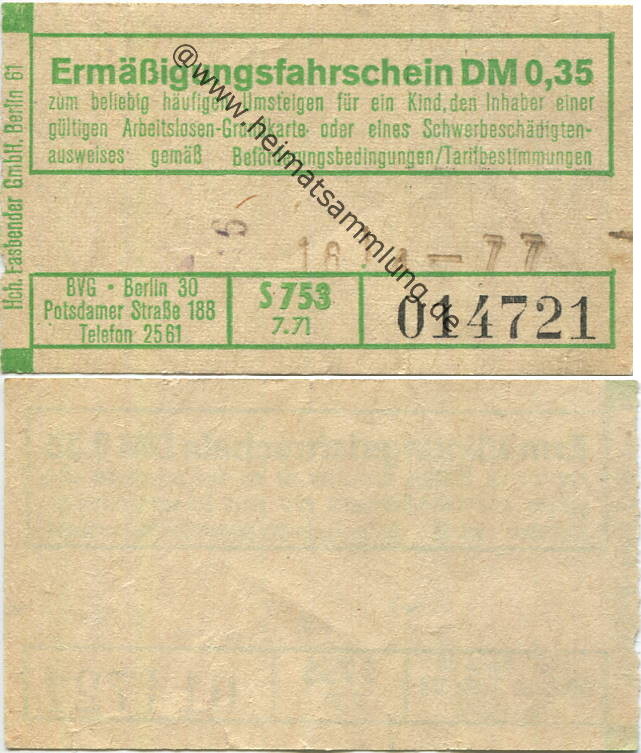 Ermäßigungsfahrschein DM 0,35
zum beliebig häufigen Umsteigen für ein Kind, den Inhaber einer
gültigen Arbeitslosen-Grundkarte oder eines Schwerbeschädigten-
ausweises gemäß Beförderungsbedingungen/Tarifbestimmungen
Hch. Fasbender GmbH. Berlin 61
BVG • Berlin 30
Potsdamer Straße 188
Telefon 25 61
S 753
7.71
014721
@www.heimatsammlung.de